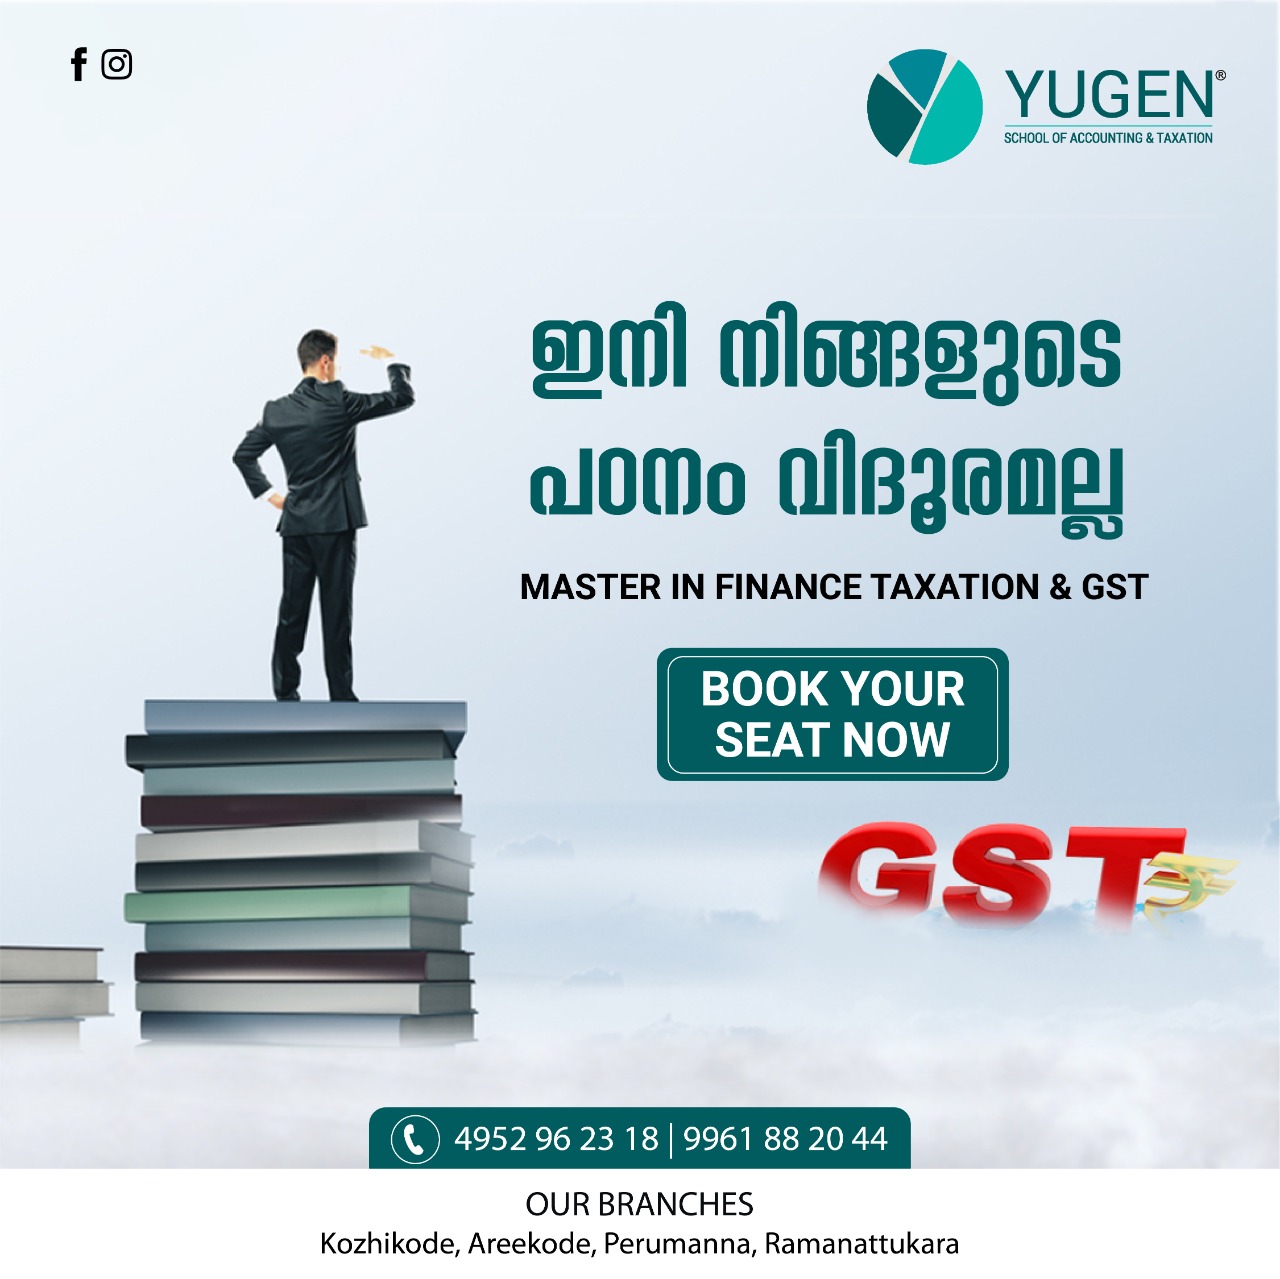 YUGEN®
SCHOOL OF ACCOUNTING & TAXATION
ഇനി നിങ്ങളുടെ
പഠനം വിദൂരമല്ല
MASTER IN FINANCE TAXATION & GST
BOOK YOUR
SEAT NOW
GST₹
4952 96 23 18 | 9961 88 20 44
OUR BRANCHES
Kozhikode, Areekode, Perumanna, Ramanattukara